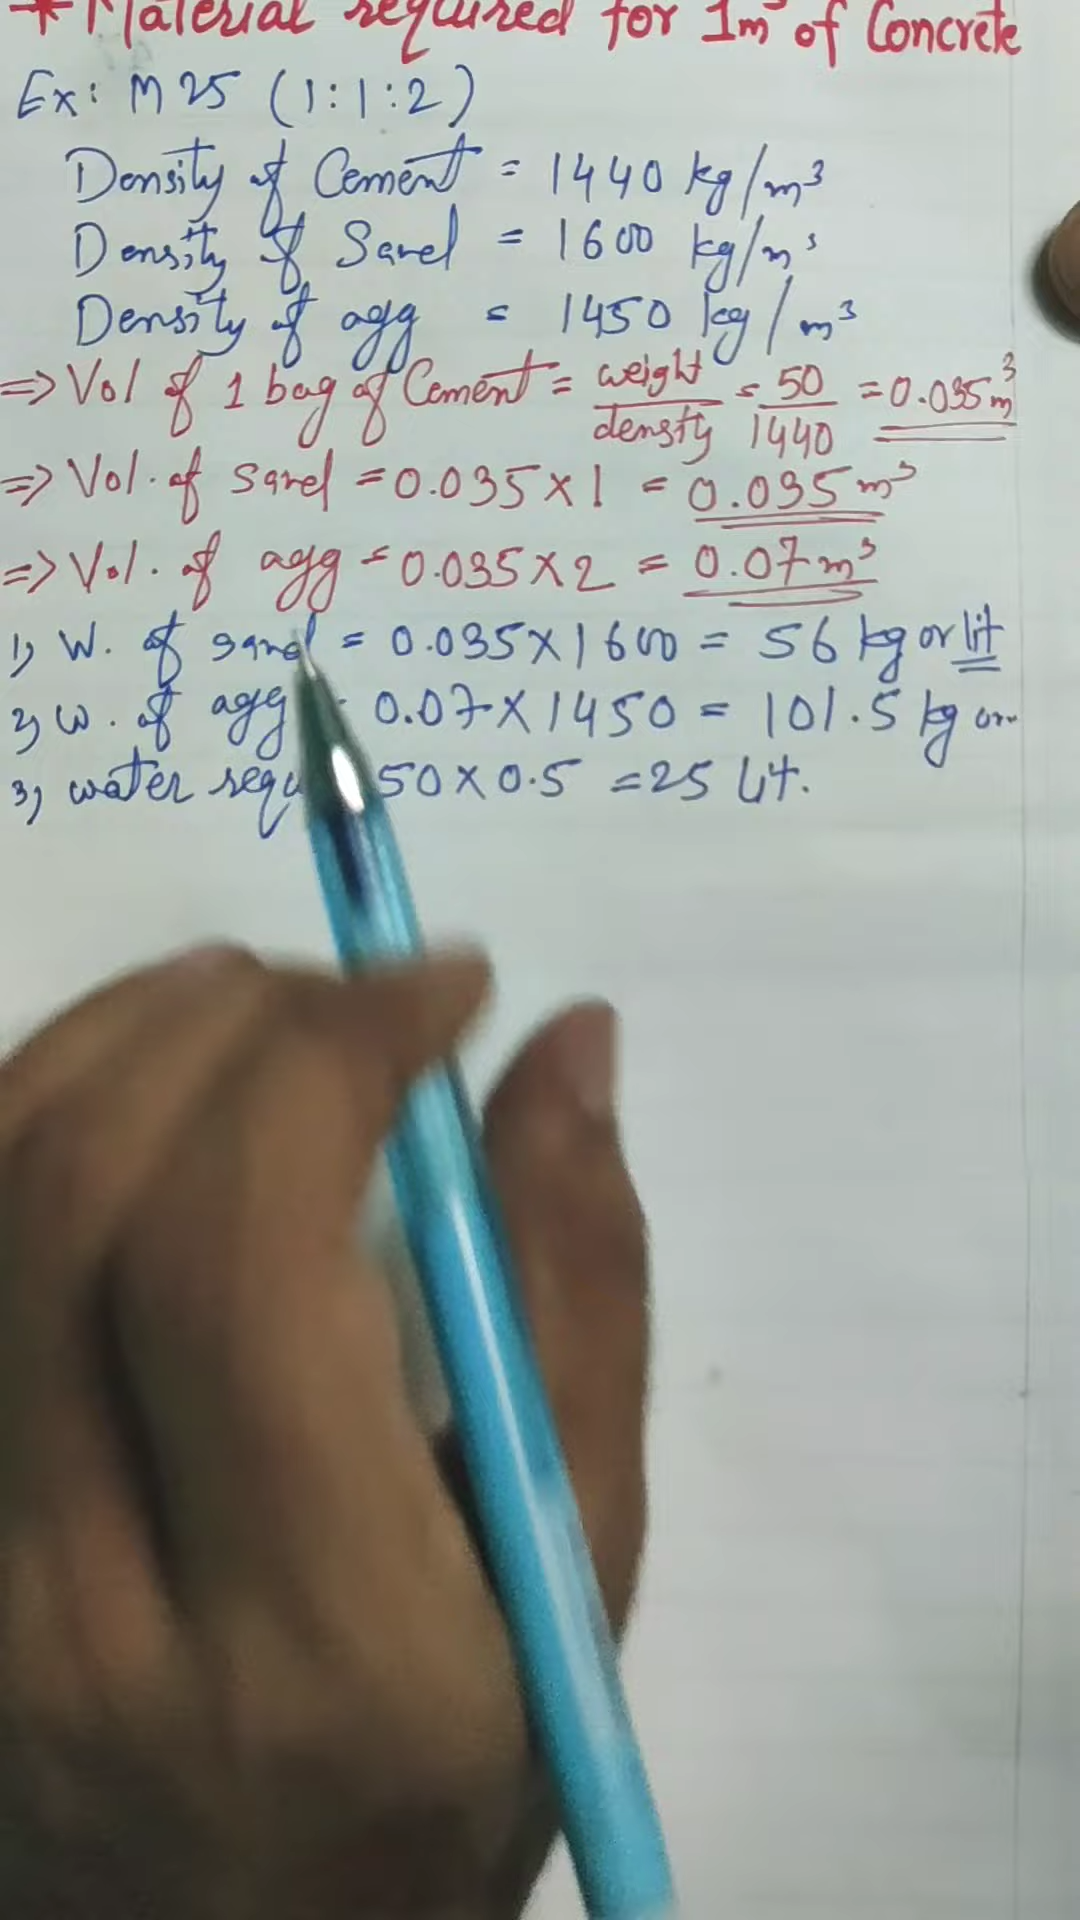 * Material required for 1m³ of Concrete
Ex: M25 (1:1:2)
Density of Cement = 1440 kg/m³
Density of Sand = 1600 kg/m³
Density of agg = 1450 kg/m³
=> Vol of 1 bag of Cement = weight/density = 50/1440 = 0.035m³
=> Vol. of Sand = 0.035 x 1 = 0.035 m³
=> Vol. of agg = 0.035 x 2 = 0.07 m³
1) W. of sand = 0.035 x 1600 = 56 kg or lit
2) W. of agg 0.07 x 1450 = 101.5 kg or
3) water requ 50 x 0.5 = 25 Lit.